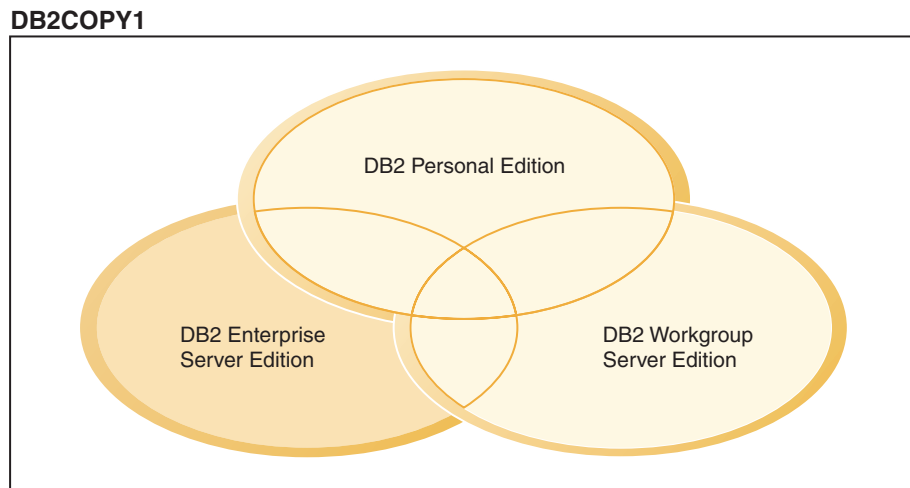 DB2COPY1
DB2 Personal Edition
DB2 Enterprise
Server Edition
DB2 Workgroup
Server Edition